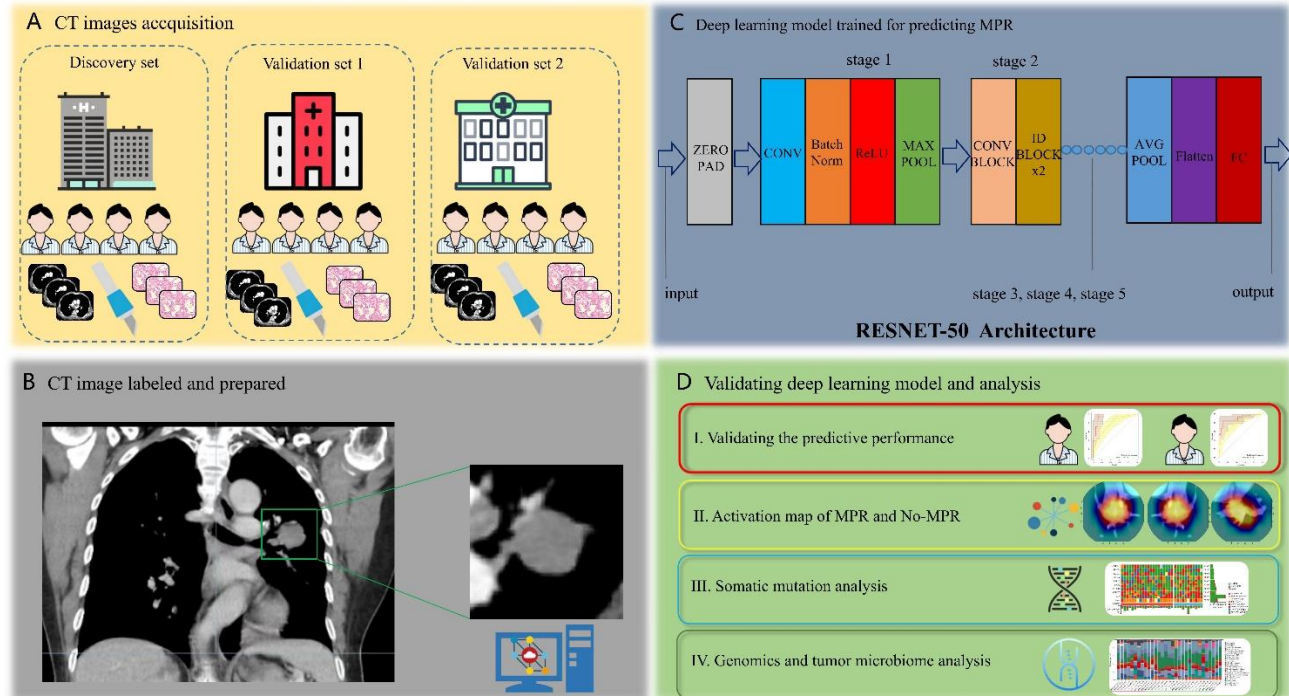 A CT images accquisition
Discovery set
Validation set 1
Validation set 2
H
B CT image labeled and prepared
C Deep learning model trained for predicting MPR
stage 1
stage 2
ZERO
PAD
CONV
Batch
Norm
ReLU
MAX
POOL
CONV
BLOCK
ID
BLOCK
x2
AVG
POOL
Flatten
FC
input
stage 3, stage 4, stage 5
output
RESNET-50 Architecture
D Validating deep learning model and analysis
I. Validating the predictive performance
II. Activation map of MPR and No-MPR
III. Somatic mutation analysis
IV. Genomics and tumor microbiome analysis